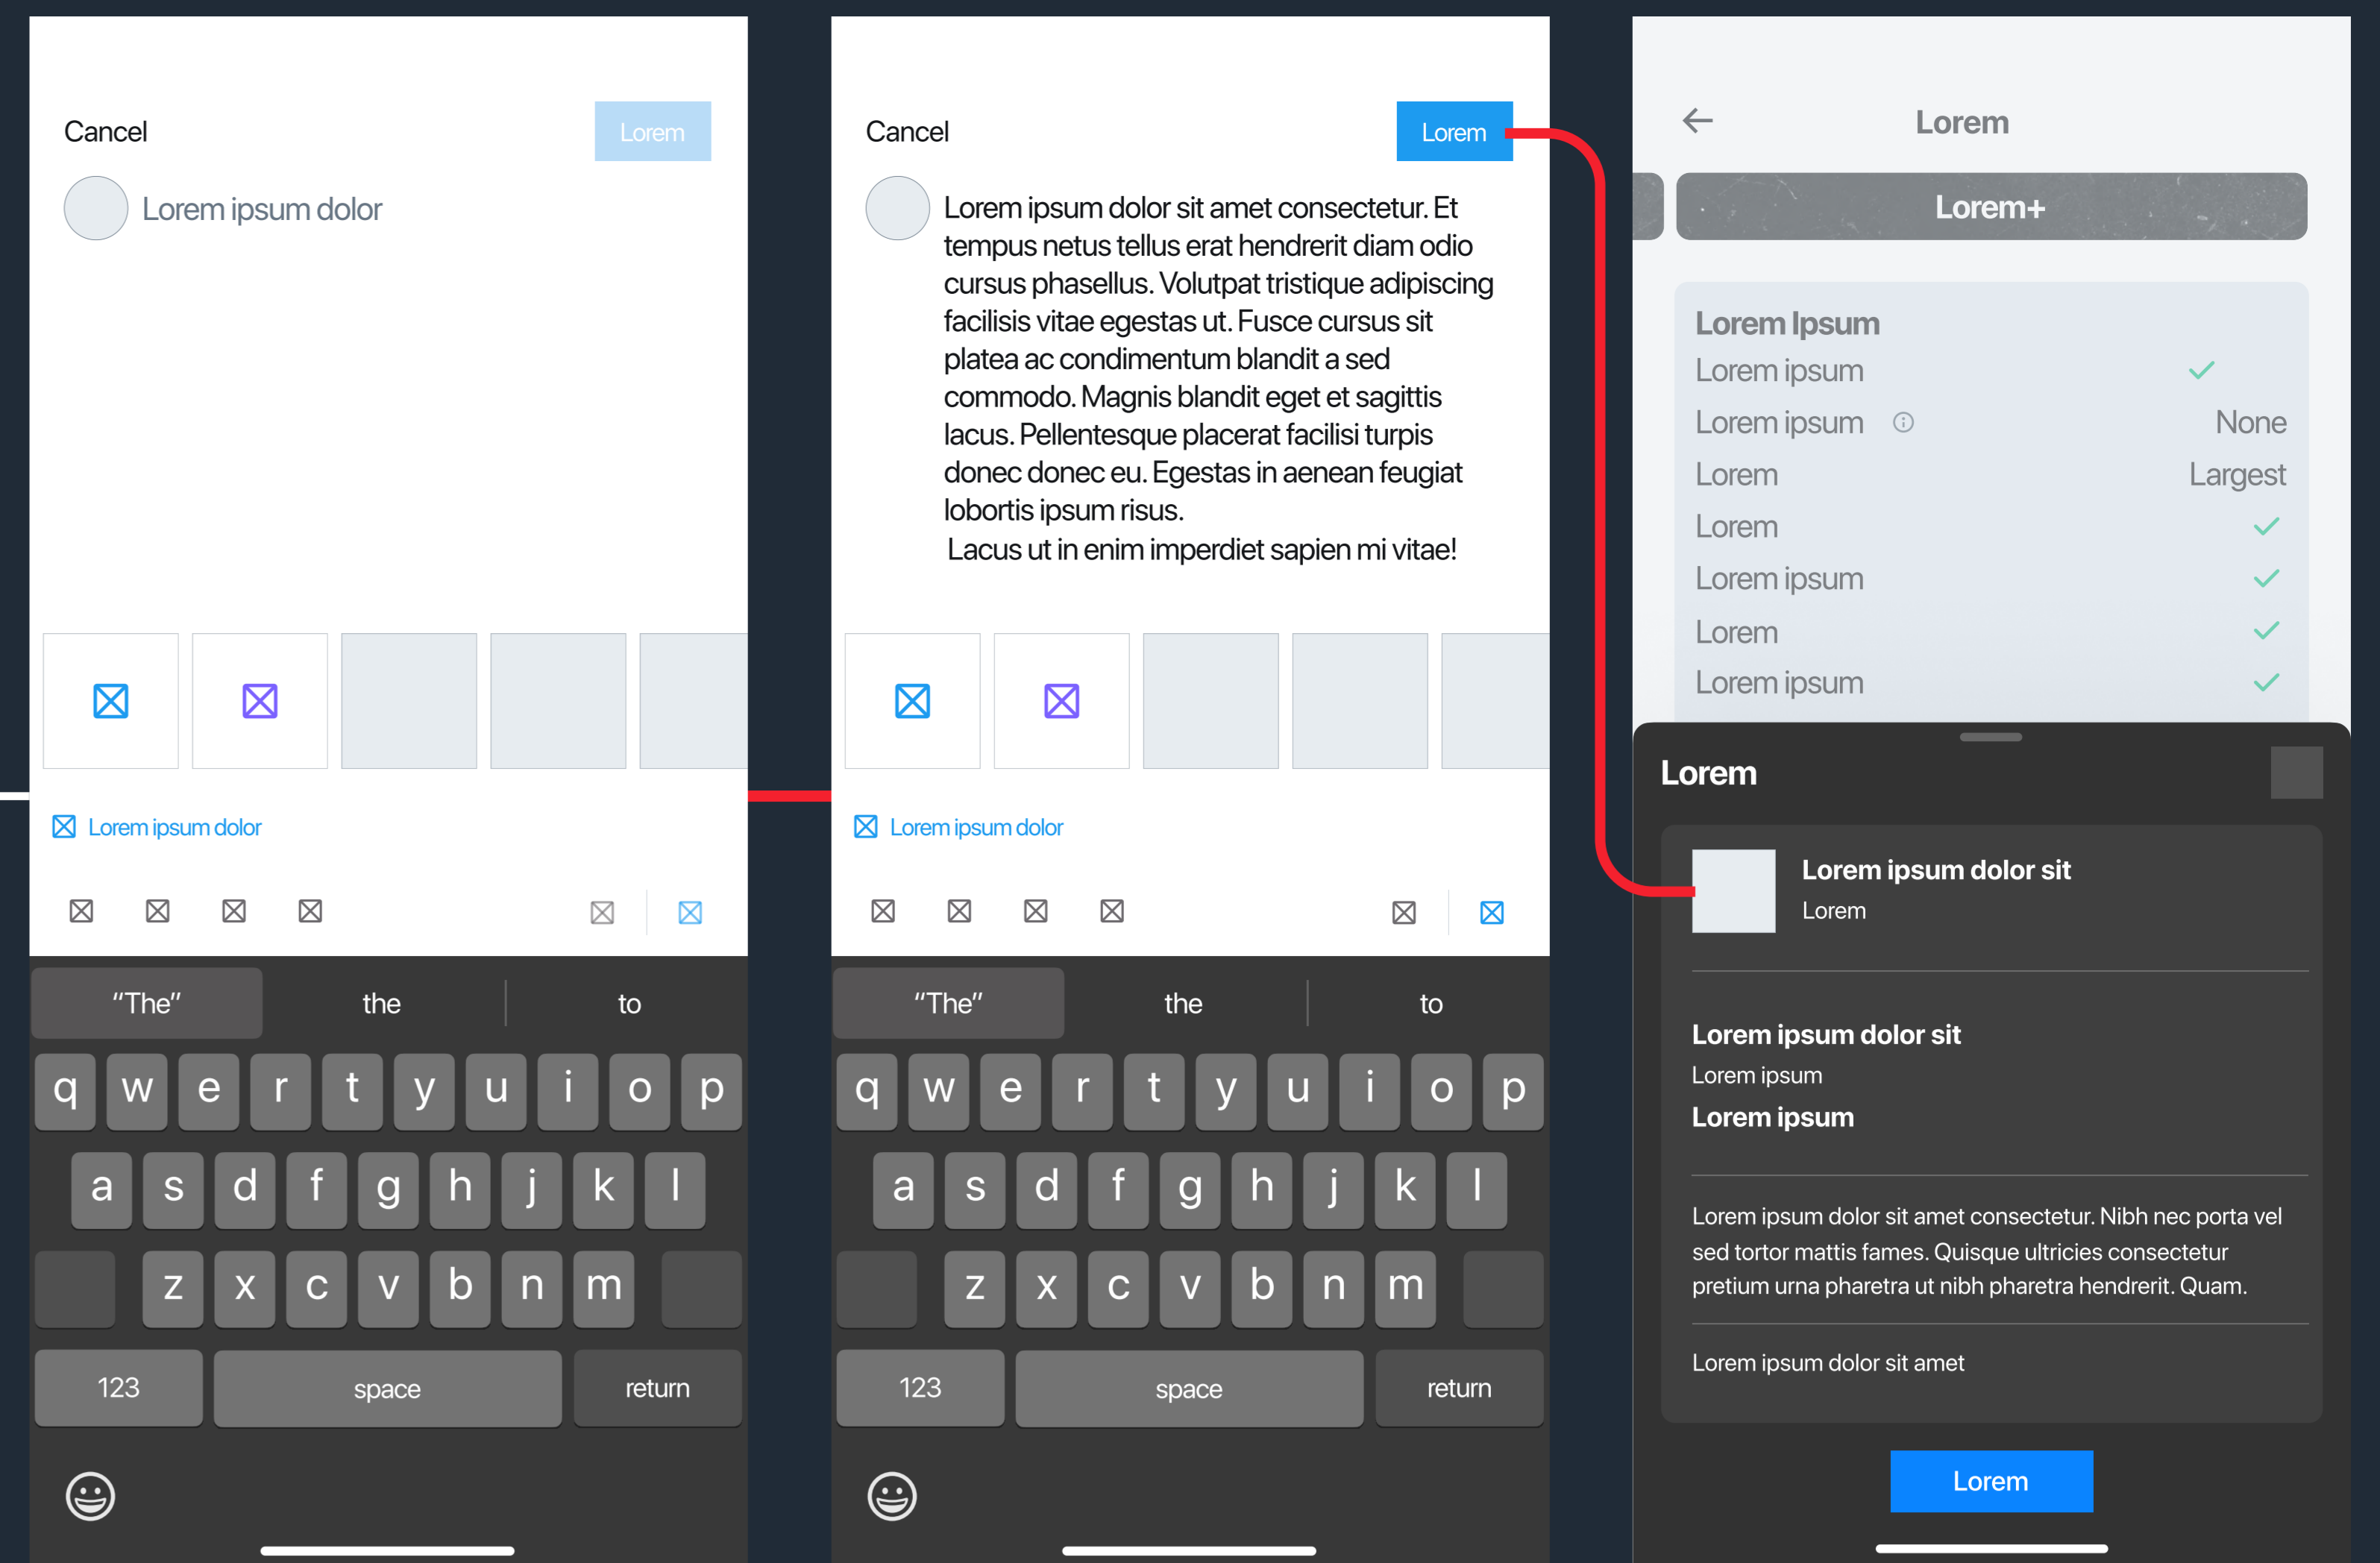 Cancel
Lorem
Lorem ipsum dolor
Lorem ipsum dolor
“The” the to
q w e r t y u i o p
a s d f g h j k l
z x c v b n m
123 space return
Cancel
Lorem
Lorem ipsum dolor sit amet consectetur. Et
tempus netus tellus erat hendrerit diam odio
cursus phasellus. Volutpat tristique adipiscing
facilisis vitae egestas ut. Fusce cursus sit
platea ac condimentum blandit a sed
commodo. Magnis blandit eget et sagittis
lacus. Pellentesque placerat facilisi turpis
donec donec eu. Egestas in aenean feugiat
lobortis ipsum risus.
Lacus ut in enim imperdiet sapien mi vitae!
Lorem ipsum dolor
“The” the to
q w e r t y u i o p
a s d f g h j k l
z x c v b n m
123 space return
Lorem
Lorem+
Lorem Ipsum
Lorem ipsum
Lorem ipsum None
Lorem Largest
Lorem
Lorem ipsum
Lorem
Lorem ipsum
Lorem
Lorem ipsum dolor sit
Lorem
Lorem ipsum dolor sit
Lorem ipsum
Lorem ipsum
Lorem ipsum dolor sit amet consectetur. Nibh nec porta vel
sed tortor mattis fames. Quisque ultricies consectetur
pretium urna pharetra ut nibh pharetra hendrerit. Quam.
Lorem ipsum dolor sit amet
Lorem